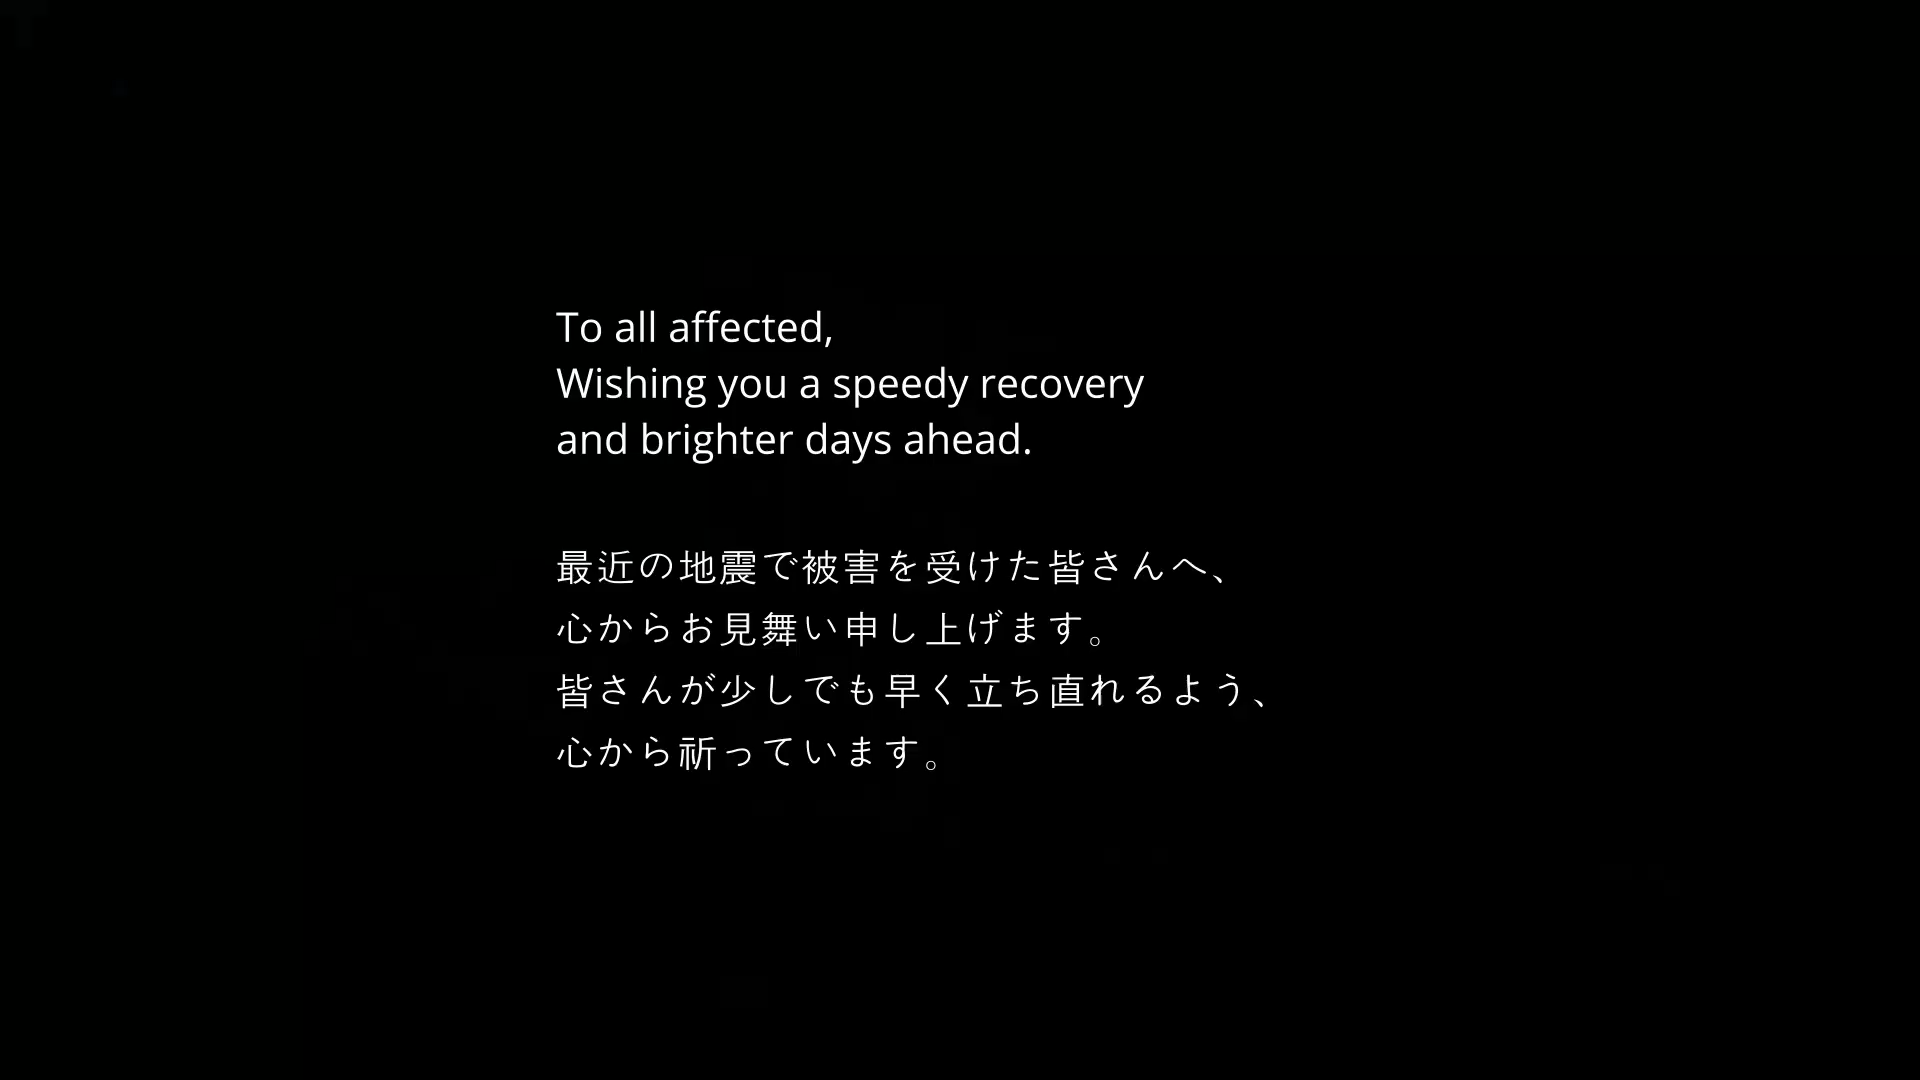 To all affected,
Wishing you a speedy recovery
and brighter days ahead.
最近の地震で被害を受けた皆さんへ、
心からお見舞い申し上げます。
皆さんが少しでも早く立ち直れるよう、
心から祈っています。